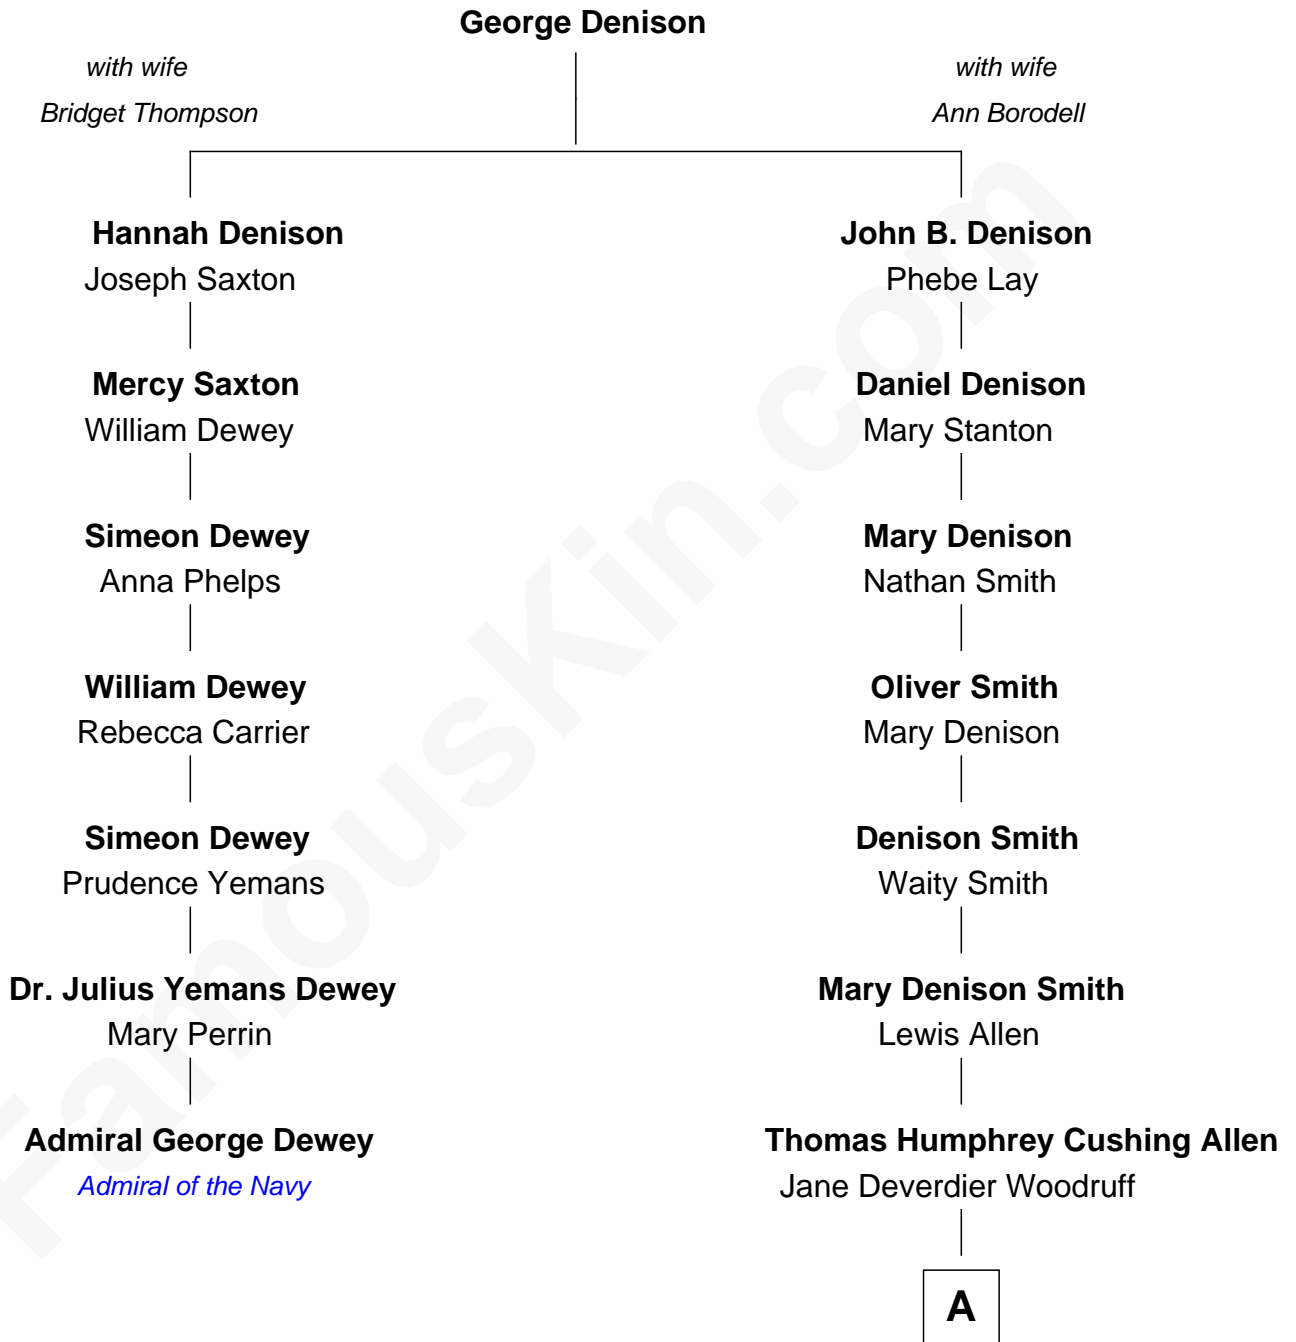 George Denison
with wife
Bridget Thompson
with wife
Ann Borodell
Hannah Denison
Joseph Saxton
John B. Denison
Phebe Lay
Mercy Saxton
William Dewey
Daniel Denison
Mary Stanton
Simeon Dewey
Anna Phelps
Mary Denison
Nathan Smith
William Dewey
Rebecca Carrier
Oliver Smith
Mary Denison
Simeon Dewey
Prudence Yemans
Denison Smith
Waity Smith
Dr. Julius Yemans Dewey
Mary Perrin
Mary Denison Smith
Lewis Allen
Admiral George Dewey
Admiral of the Navy
Thomas Humphrey Cushing Allen
Jane Deverdier Woodruff
A
FamousKin.com